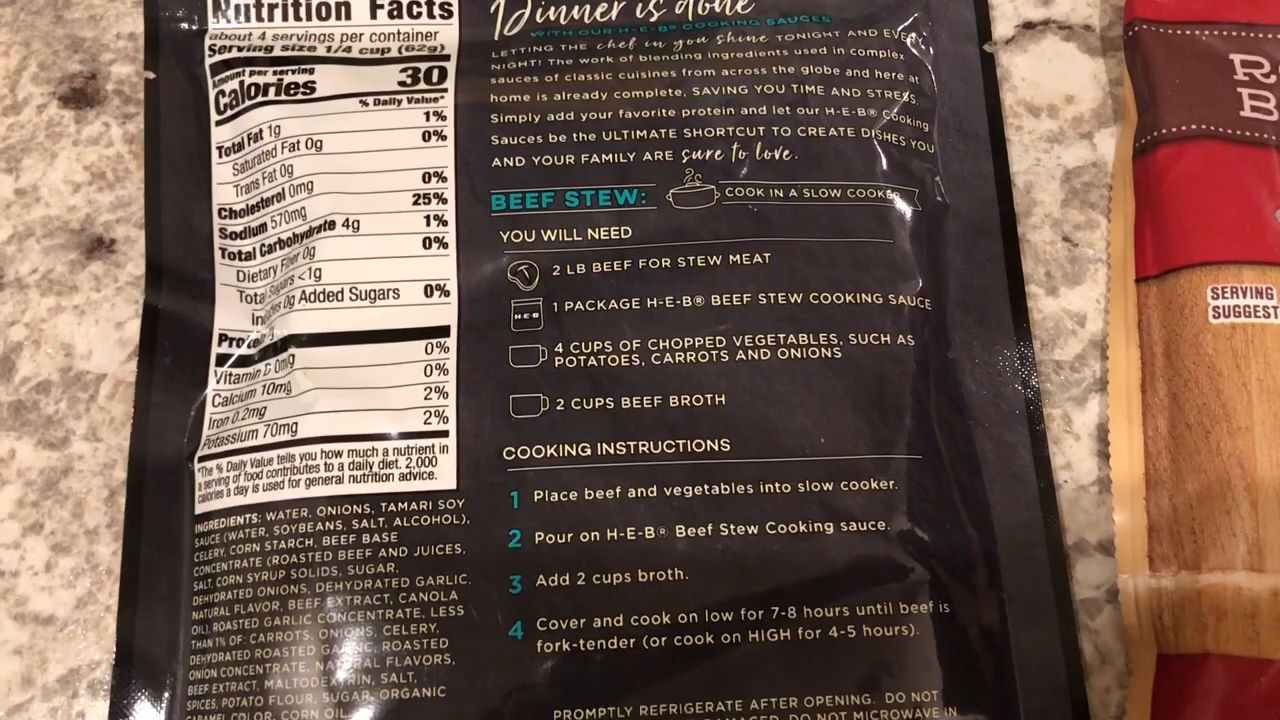 Nutrition Facts
about 4 servings per container
Serving size 1/4 cup (62g)
Amount per serving
Calories 30
% Daily Value*
Total Fat 1g 1%
Saturated Fat 0g 0%
Trans Fat 0g
Cholesterol 0mg 0%
Sodium 570mg 25%
Total Carbohydrate 4g 1%
Dietary Fiber 0g 0%
Total Sugars <1g
Includes 0g Added Sugars 0%
Protein
Vitamin D 0mg 0%
Calcium 10mg 0%
Iron 0.2mg 2%
Potassium 70mg 2%
*The % Daily Value tells you how much a nutrient in
a serving of food contributes to a daily diet. 2,000
calories a day is used for general nutrition advice.
INGREDIENTS: WATER, ONIONS, TAMARI SOY
SAUCE (WATER, SOYBEANS, SALT, ALCOHOL),
CELERY, CORN STARCH, BEEF BASE
CONCENTRATE (ROASTED BEEF AND JUICES,
SALT, CORN SYRUP SOLIDS, SUGAR,
DEHYDRATED ONIONS, DEHYDRATED GARLIC,
NATURAL FLAVOR, BEEF EXTRACT, CANOLA
OIL), ROASTED GARLIC CONCENTRATE, LESS
THAN 1% OF: CARROTS, ONIONS, CELERY,
DEHYDRATED ROASTED GARLIC, ROASTED
ONION CONCENTRATE, NATURAL FLAVORS,
BEEF EXTRACT, MALTODEXTRIN, SALT,
SPICES, POTATO FLOUR, SUGAR, ORGANIC
CARAMEL COLOR, CORN OIL
Dinner is done
WITH OUR H-E-B® COOKING SAUCES
LETTING THE chef in you shine TONIGHT AND EVERY
NIGHT! The work of blending ingredients used in complex
sauces of classic cuisines from across the globe and here at
home is already complete, SAVING YOU TIME AND STRESS.
Simply add your favorite protein and let our H-E-B® Cooking
Sauces be the ULTIMATE SHORTCUT TO CREATE DISHES YOU
AND YOUR FAMILY ARE sure to love.
BEEF STEW: COOK IN A SLOW COOKER
YOU WILL NEED
2 LB BEEF FOR STEW MEAT
H-E-B
1 PACKAGE H-E-B® BEEF STEW COOKING SAUCE
4 CUPS OF CHOPPED VEGETABLES, SUCH AS
POTATOES, CARROTS AND ONIONS
2 CUPS BEEF BROTH
COOKING INSTRUCTIONS
1 Place beef and vegetables into slow cooker.
2 Pour on H-E-B® Beef Stew Cooking sauce.
3 Add 2 cups broth.
4 Cover and cook on low for 7-8 hours until beef is
fork-tender (or cook on HIGH for 4-5 hours).
PROMPTLY REFRIGERATE AFTER OPENING. DO NOT
DAMAGED. DO NOT MICROWAVE IN
SERVING
SUGGEST